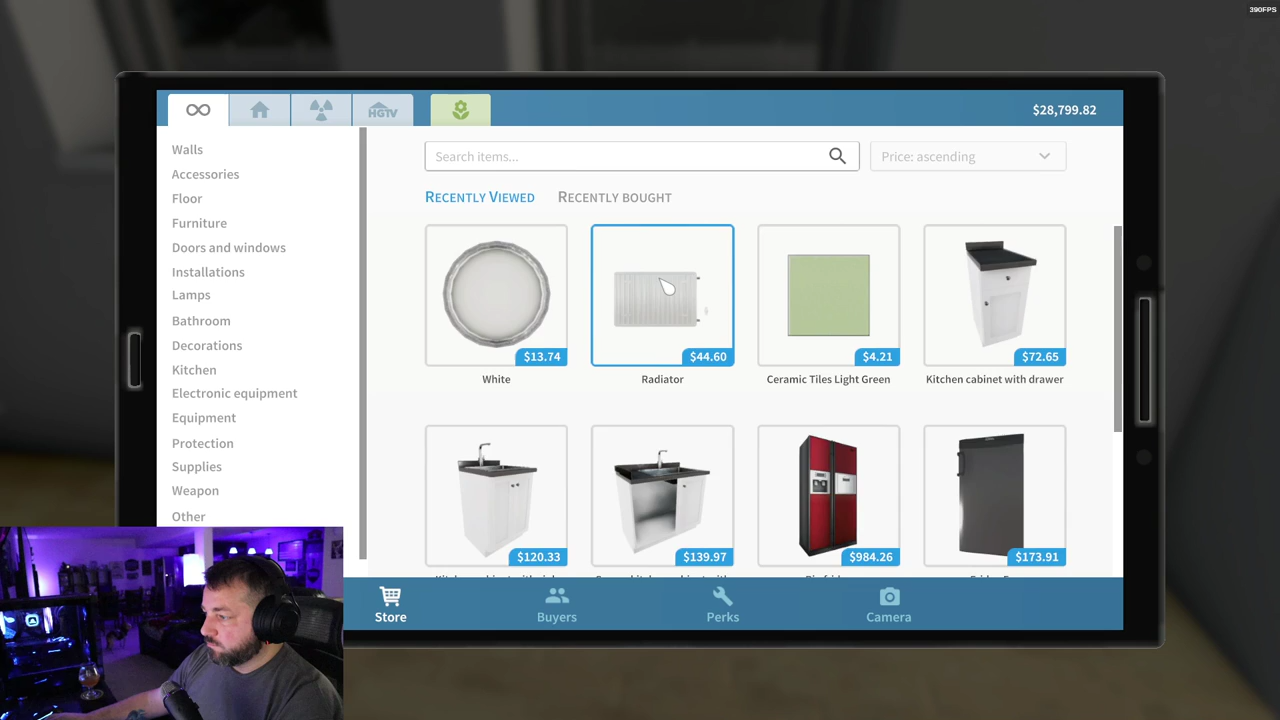 390FPS
HGTV
$28,799.82
Walls
Accessories
Floor
Furniture
Doors and windows
Installations
Lamps
Bathroom
Decorations
Kitchen
Electronic equipment
Equipment
Protection
Supplies
Weapon
Other
Search items...
Price: ascending
RECENTLY VIEWED
RECENTLY BOUGHT
$13.74
$44.60
$4.21
$72.65
White
Radiator
Ceramic Tiles Light Green
Kitchen cabinet with drawer
$120.33
$139.97
$984.26
$173.91
Store
Buyers
Perks
Camera